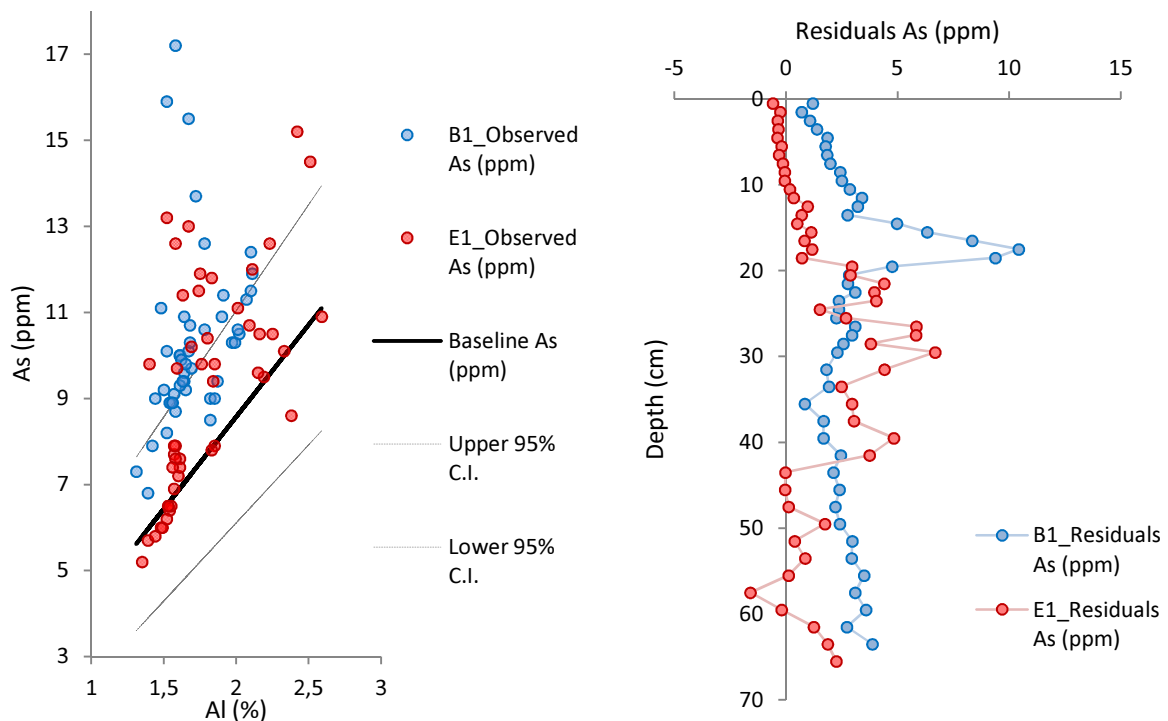 17
15
13
11
9
7
5
3
As (ppm)
1
1,5
2
2,5
3
Al (%)
B1_Observed
As (ppm)
E1_Observed
As (ppm)
Baseline As
(ppm)
Upper 95%
C.I.
Lower 95%
C.I.
Residuals As (ppm)
-5
0
5
10
15
0
10
20
30
40
50
60
70
Depth (cm)
B1_Residuals
As (ppm)
E1_Residuals
As (ppm)